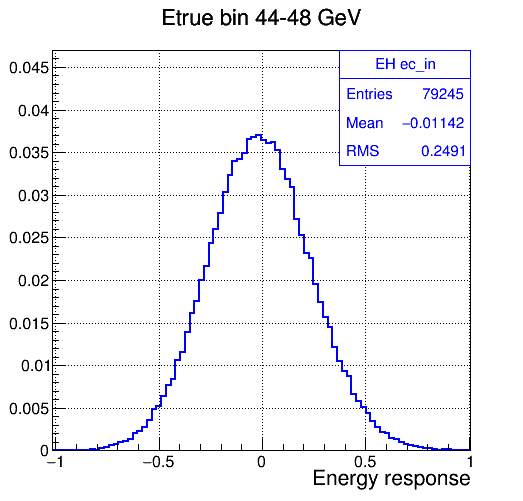 Etrue bin 44-48 GeV
EH ec_in
Entries 79245
Mean −0.01142
RMS 0.2491
0.045
0.04
0.035
0.03
0.025
0.02
0.015
0.01
0.005
0
−1 −0.5 0 0.5 1
Energy response